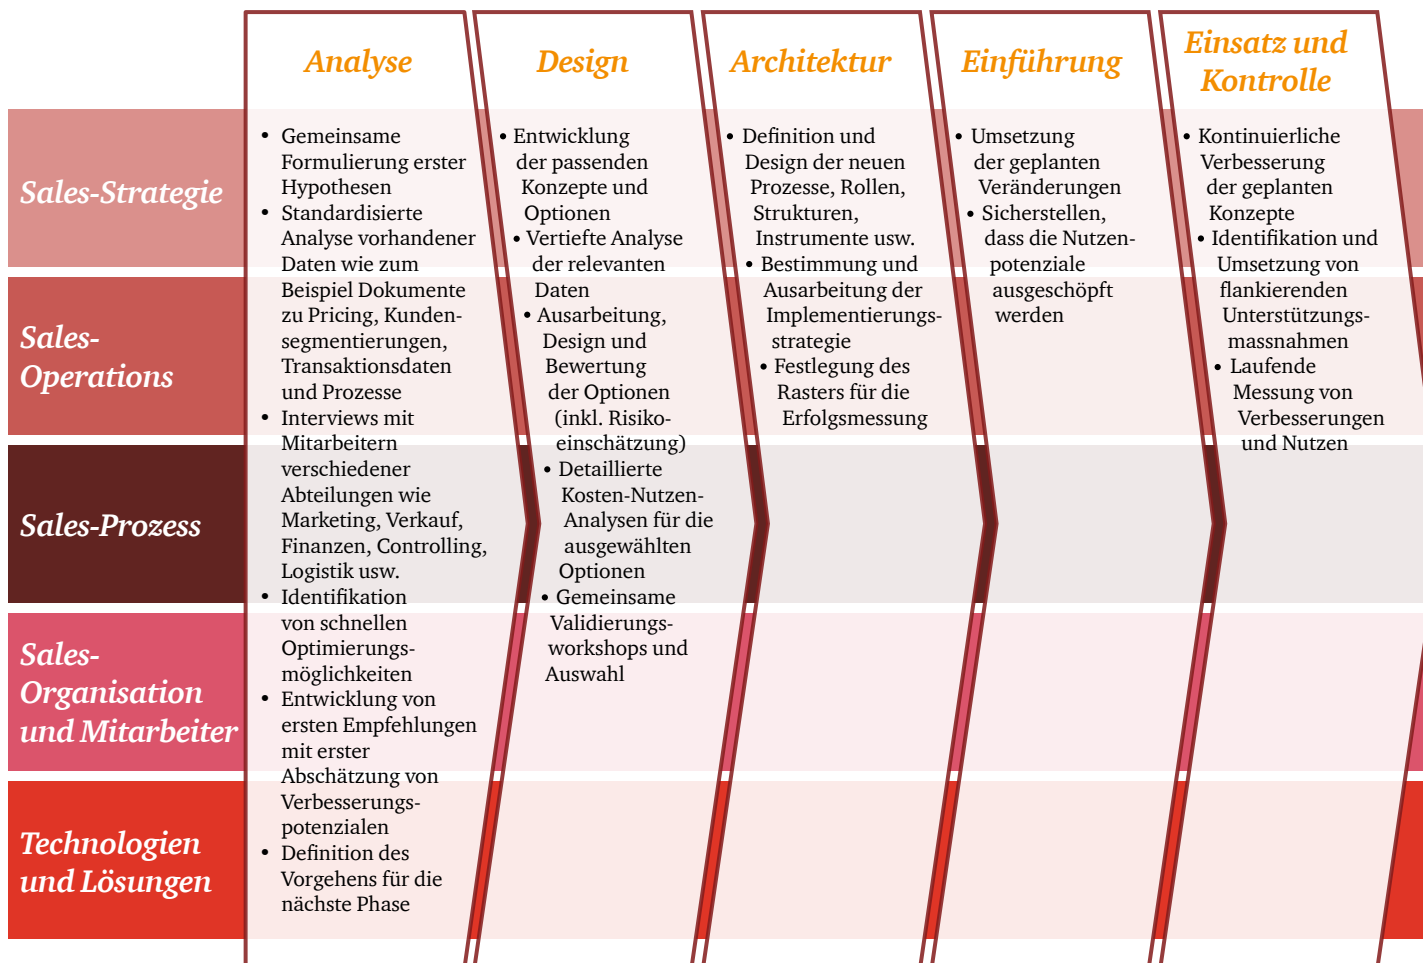 Analyse
Design
Architektur
Einführung
Einsatz und
Kontrolle
Sales-Strategie
Sales-
Operations
Sales-Prozess
Sales-
Organisation
und Mitarbeiter
Technologien
und Lösungen
• Gemeinsame
Formulierung erster
Hypothesen
• Standardisierte
Analyse vorhandener
Daten wie zum
Beispiel Dokumente
zu Pricing, Kunden-
segmentierungen,
Transaktionsdaten
und Prozesse
• Interviews mit
Mitarbeitern
verschiedener
Abteilungen wie
Marketing, Verkauf,
Finanzen, Controlling,
Logistik usw.
• Identifikation
von schnellen
Optimierungs-
möglichkeiten
• Entwicklung von
ersten Empfehlungen
mit erster
Abschätzung von
Verbesserungs-
potenzialen
• Definition des
Vorgehens für die
nächste Phase
• Entwicklung
der passenden
Konzepte und
Optionen
• Vertiefte Analyse
der relevanten
Daten
• Ausarbeitung,
Design und
Bewertung
der Optionen
(inkl. Risiko-
einschätzung)
• Detaillierte
Kosten-Nutzen-
Analysen für die
ausgewählten
Optionen
• Gemeinsame
Validierungs-
workshops und
Auswahl
• Definition und
Design der neuen
Prozesse, Rollen,
Strukturen,
Instrumente usw.
• Bestimmung und
Ausarbeitung der
Implementierungs-
strategie
• Festlegung des
Rasters für die
Erfolgsmessung
• Umsetzung
der geplanten
Veränderungen
• Sicherstellen,
dass die Nutzen-
potenziale
ausgeschöpft
werden
• Kontinuierliche
Verbesserung
der geplanten
Konzepte
• Identifikation und
Umsetzung von
flankierenden
Unterstützungs-
massnahmen
• Laufende
Messung von
Verbesserungen
und Nutzen